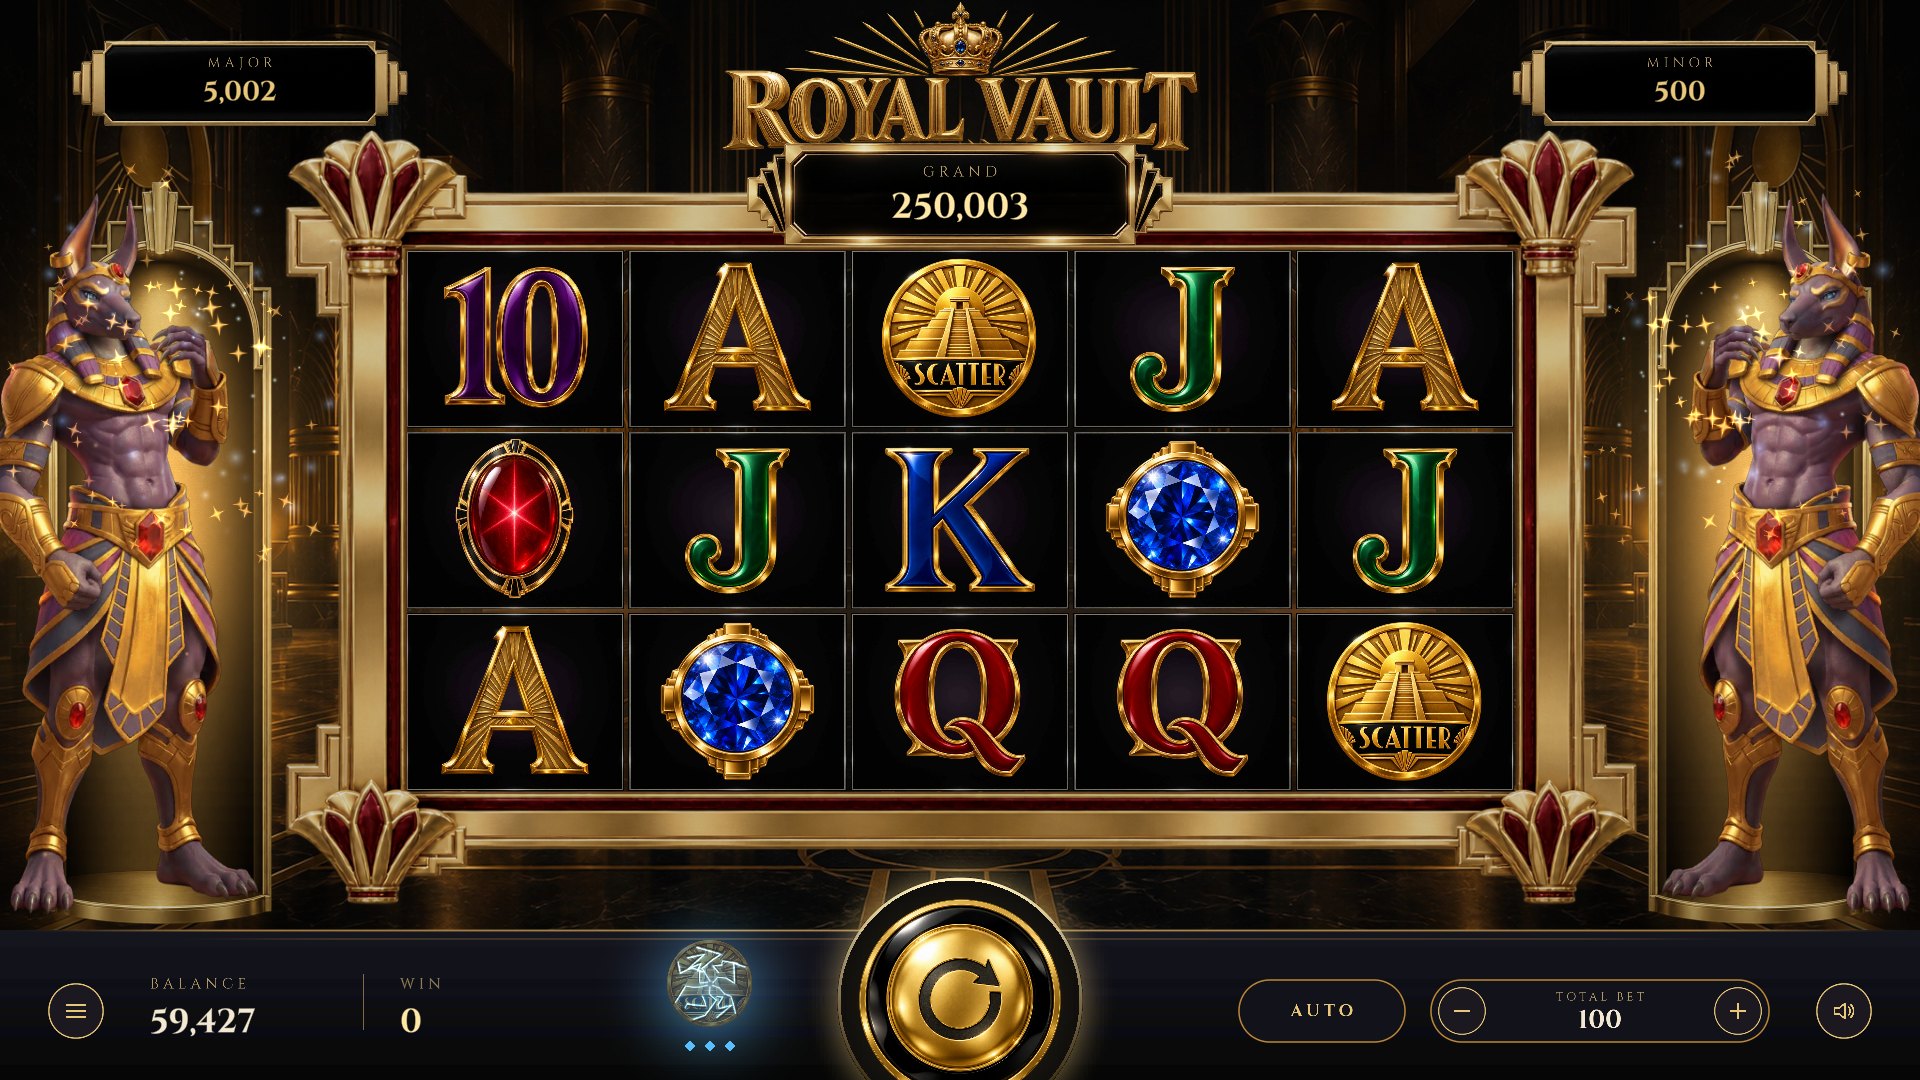 ROYAL VAULT
MAJOR
5,002
MINOR
500
GRAND
250,003
10 A SCATTER J A
J K J
A Q Q SCATTER
BALANCE
59,427
WIN
0
AUTO
TOTAL BET
100